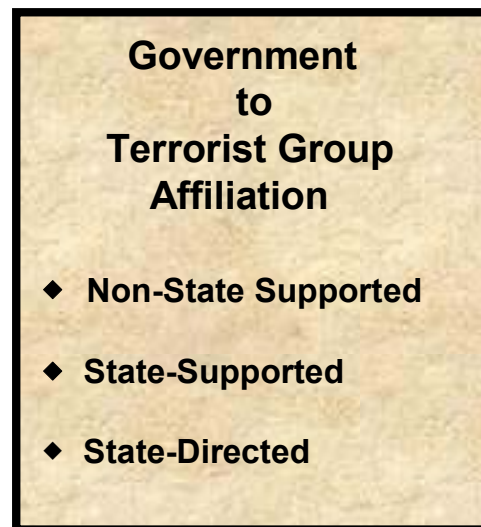 Government
to
Terrorist Group
Affiliation
◆ Non-State Supported
◆ State-Supported
◆ State-Directed